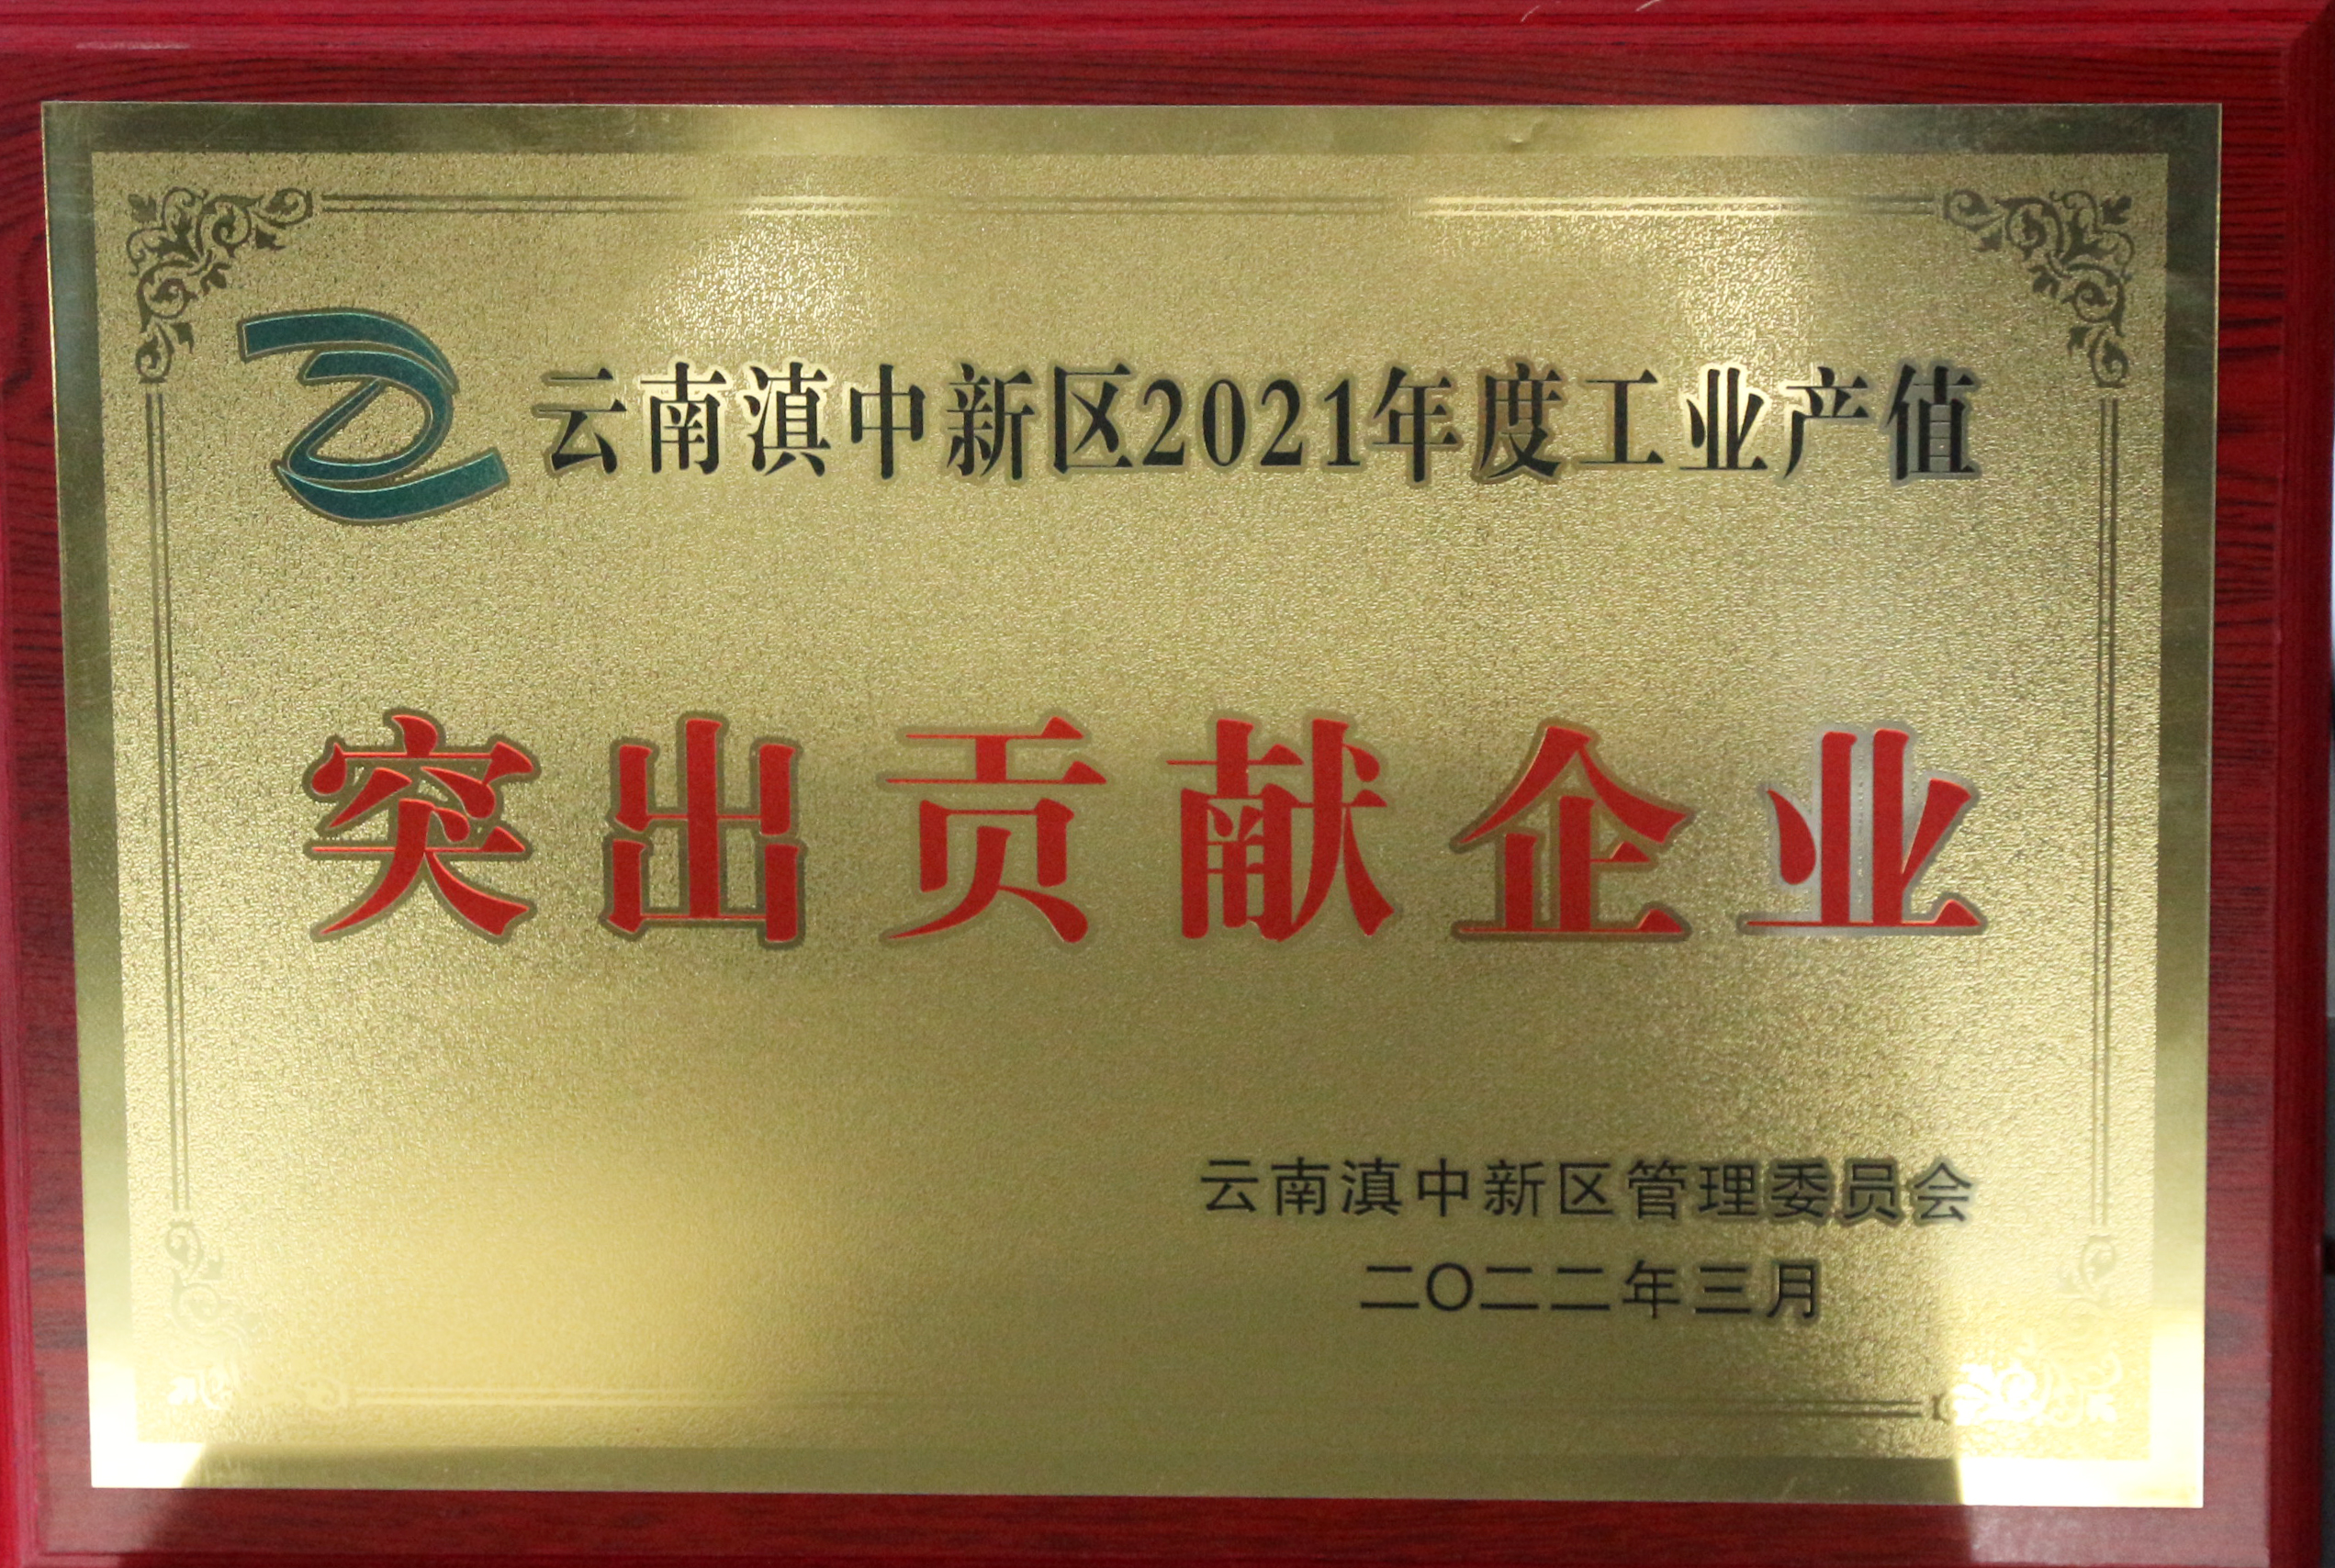 云南滇中新区2021年度工业产值
突出贡献企业
云南滇中新区管理委员会
二〇二二年三月